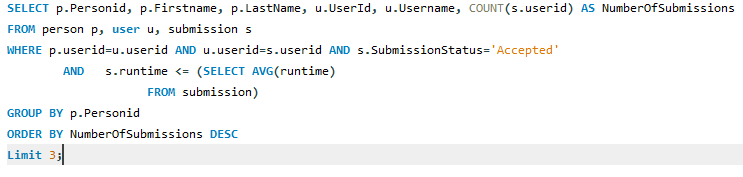 SELECT p.Personid, p.Firstname, p.LastName, u.UserId, u.Username, COUNT(s.userid) AS NumberOfSubmissions
FROM person p, user u, submission s
WHERE p.userid=u.userid AND u.userid=s.userid AND s.SubmissionStatus='Accepted'
AND s.runtime <= (SELECT AVG(runtime)
FROM submission)
GROUP BY p.Personid
ORDER BY NumberOfSubmissions DESC
Limit 3;